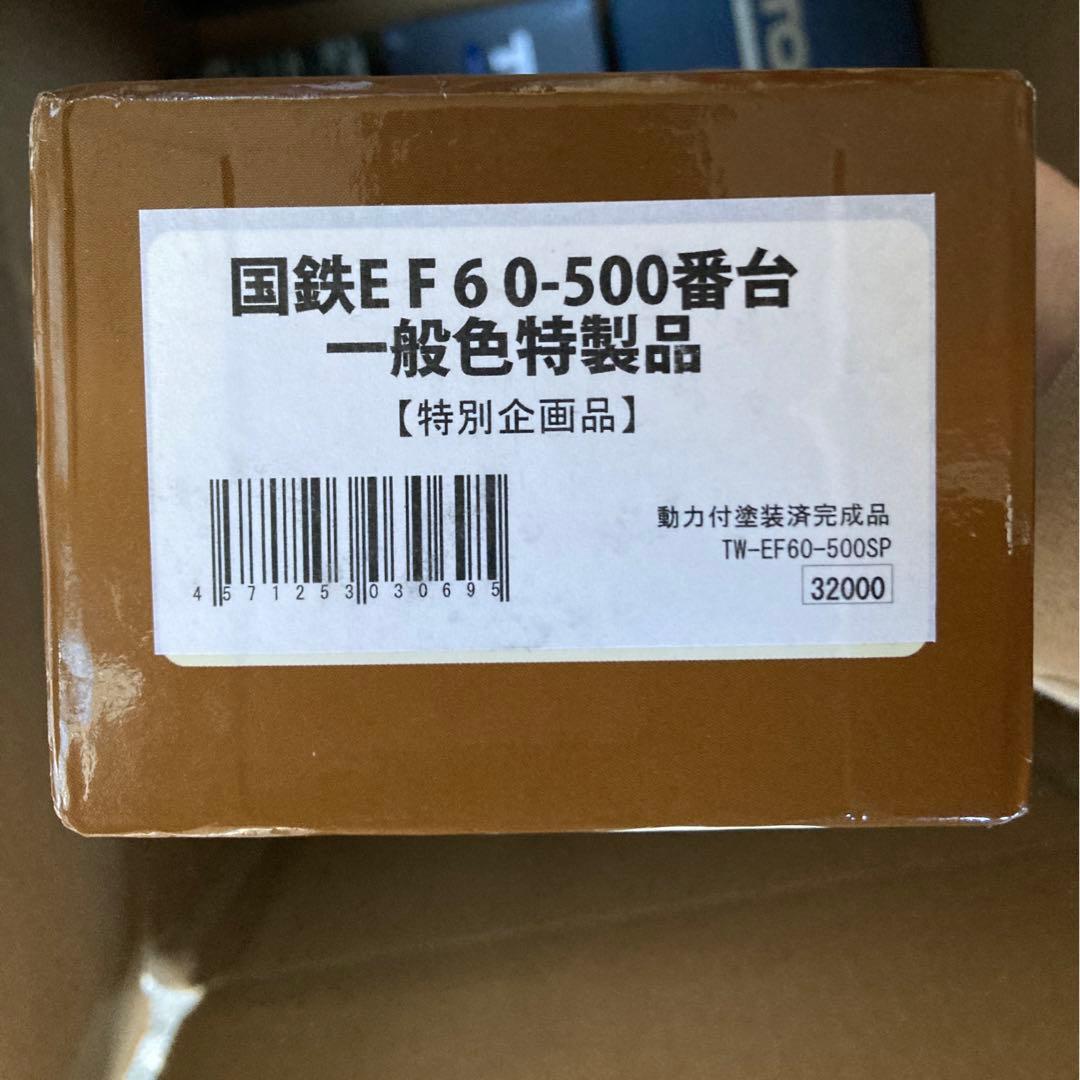 国鉄EF60-500番台
一般色特製品
【特別企画品】
動力付塗装済完成品
TW-EF60-500SP
32000
4571253030695